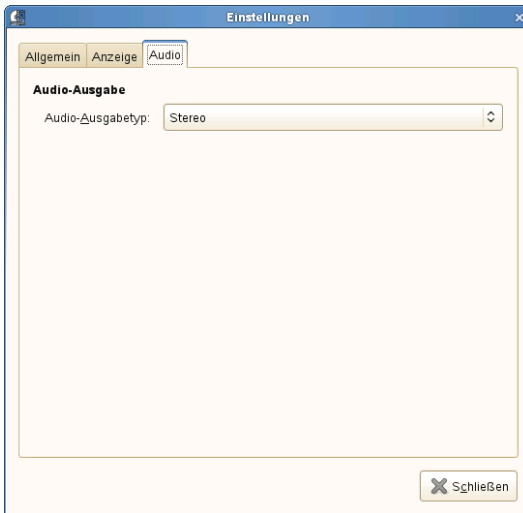 Einstellungen
Allgemein Anzeige Audio
Audio-Ausgabe
Audio-Ausgabetyp: Stereo
Schließen